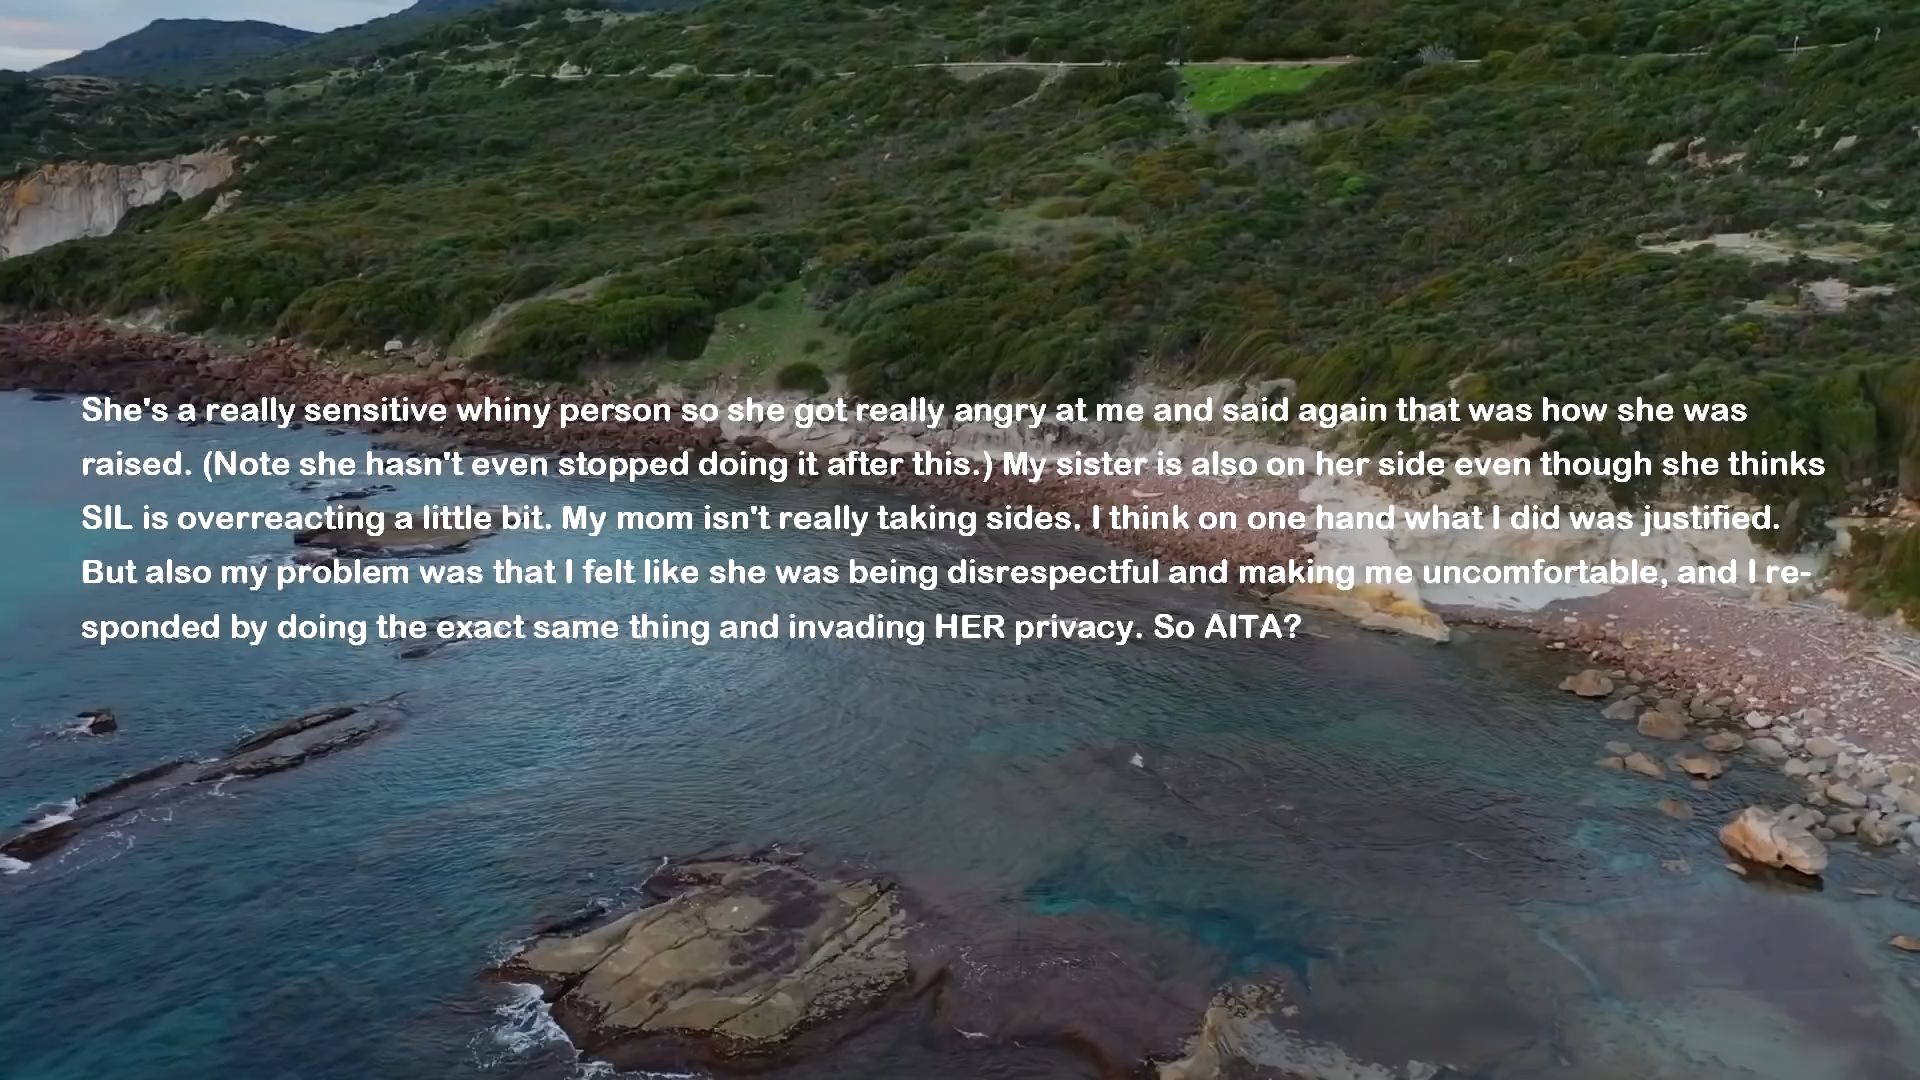 She's a really sensitive whiny person so she got really angry at me and said again that was how she was
raised. (Note she hasn't even stopped doing it after this.) My sister is also on her side even though she thinks
SIL is overreacting a little bit. My mom isn't really taking sides. I think on one hand what I did was justified.
But also my problem was that I felt like she was being disrespectful and making me uncomfortable, and I re-
sponded by doing the exact same thing and invading HER privacy. So AITA?